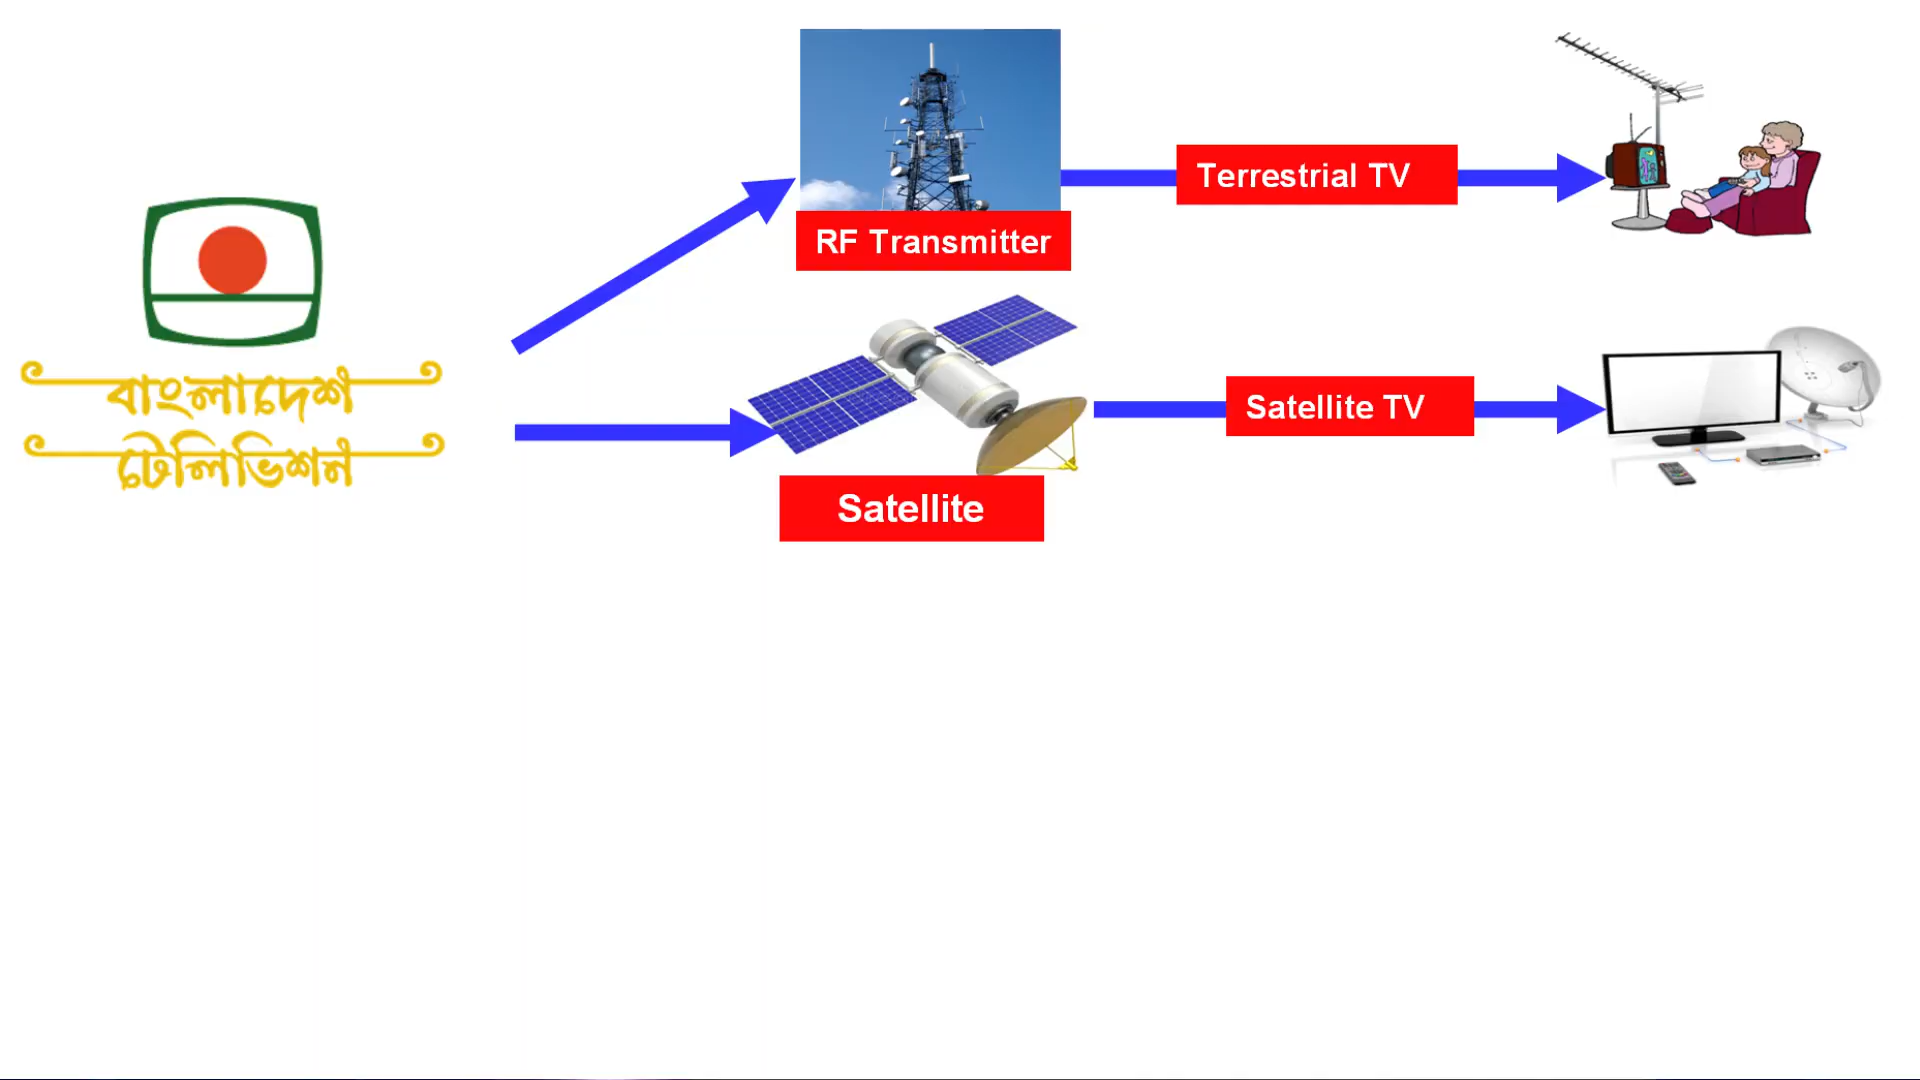 বাংলাদেশ
টেলিভিশন
RF Transmitter
Terrestrial TV
Satellite
Satellite TV